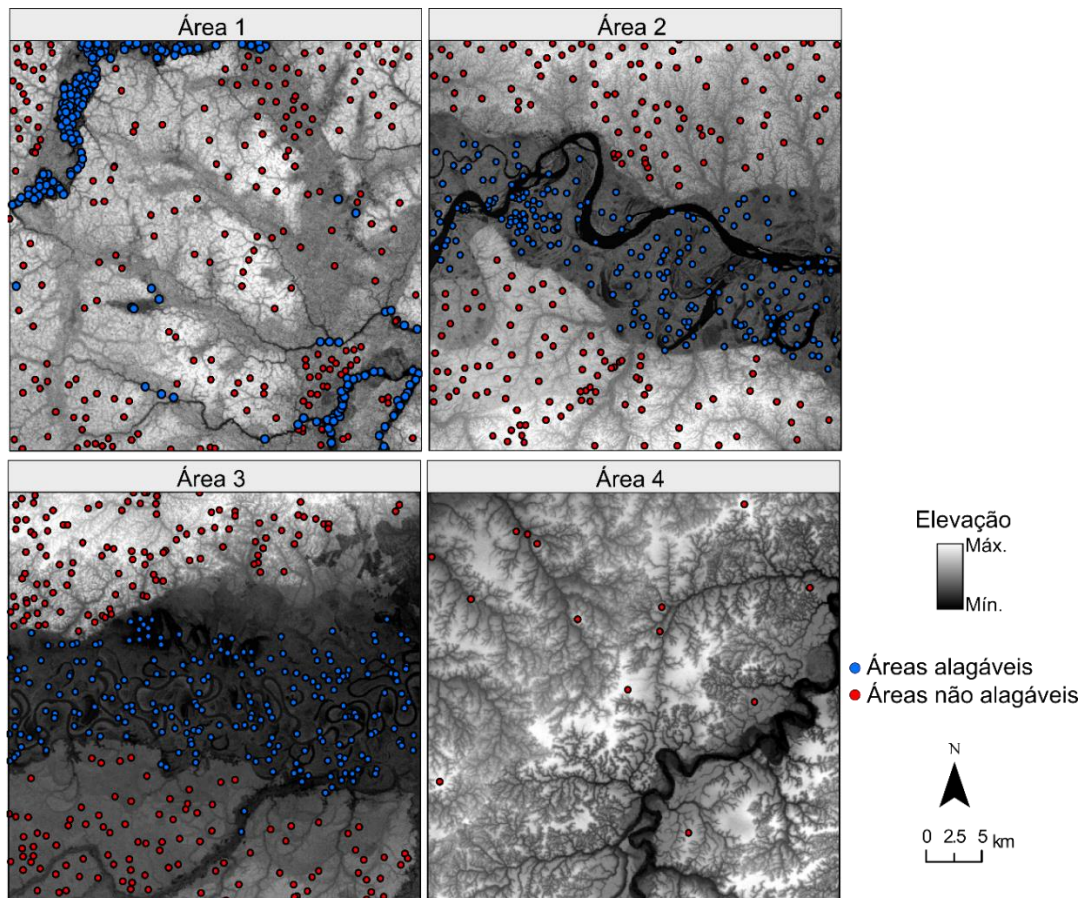 Área 1
Área 2
Área 3
Área 4
Elevação
Máx.
Mín.
Áreas alagáveis
Áreas não alagáveis
N
0 2.5 5 km